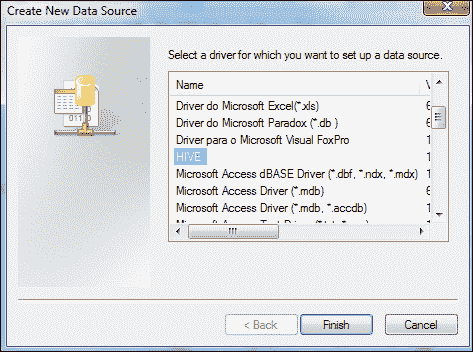 Create New Data Source
Select a driver for which you want to set up a data source.
Name V
Driver do Microsoft Excel(*.xls) 6
Driver do Microsoft Paradox (*.db ) 6
Driver para o Microsoft Visual FoxPro 1
HIVE 1
Microsoft Access dBASE Driver (*.dbf, *.ndx, *.mdx) 1
Microsoft Access Driver (*.mdb) 6
Microsoft Access Driver (*.mdb, *.accdb) 1
< Back
Finish
Cancel